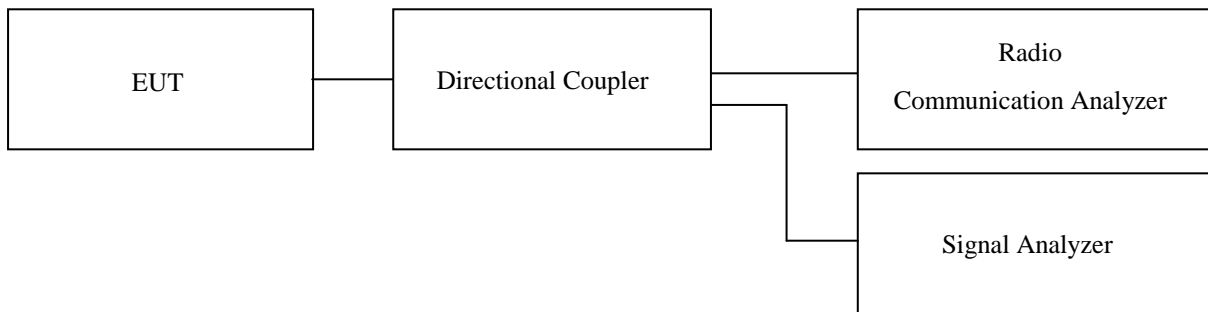 EUT
Directional Coupler
Radio
Communication Analyzer
Signal Analyzer